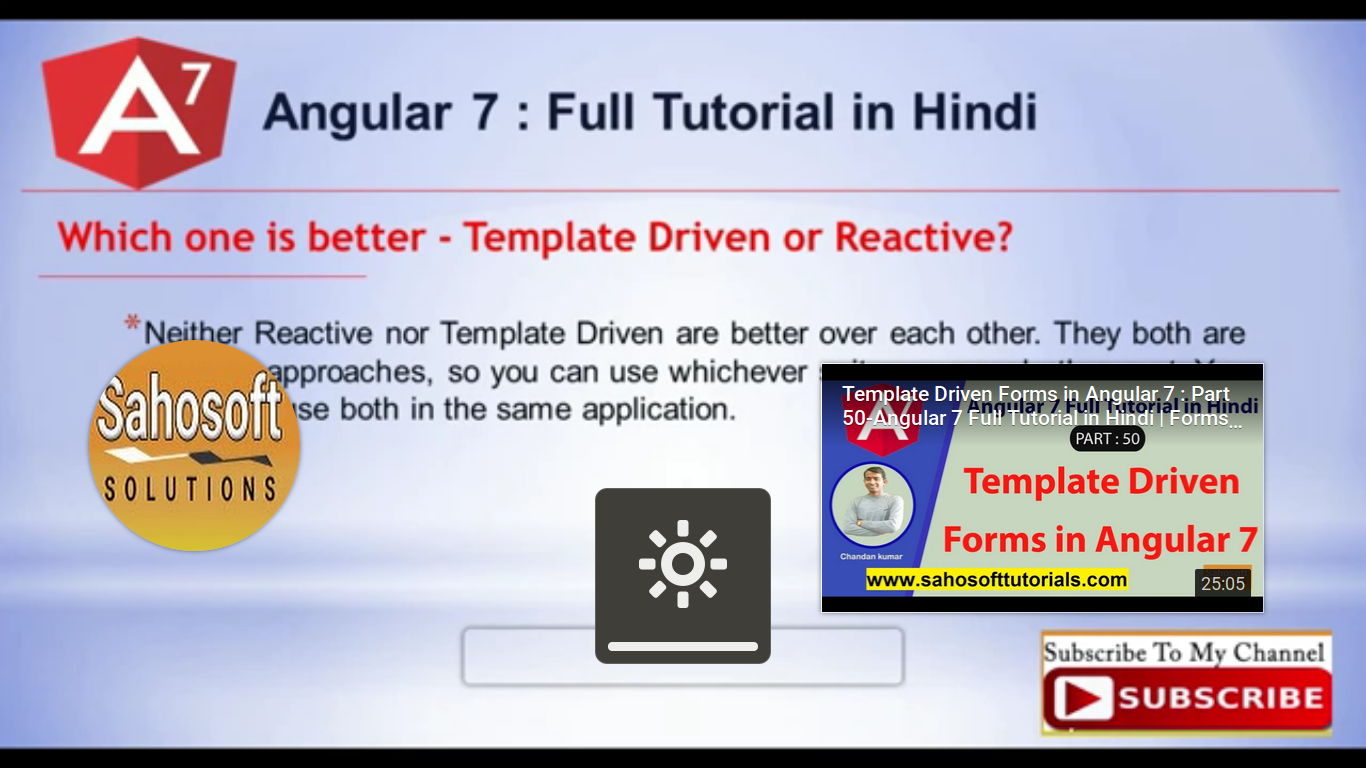 A7
Angular 7 : Full Tutorial in Hindi
Which one is better - Template Driven or Reactive?
*Neither Reactive nor Template Driven are better over each other. They both are
approaches, so you can use whichever
use both in the same application.
Sahosoft
SOLUTIONS
Template Driven Forms in Angular 7 : Part
50-Angular 7 Full Tutorial in Hindi | Forms...
Angular 7 Full Tutorial in Hindi
PART : 50
Template Driven
Forms in Angular 7
Chandan kumar
www.sahosofttutorials.com
25:05
Subscribe To My Channel
SUBSCRIBE